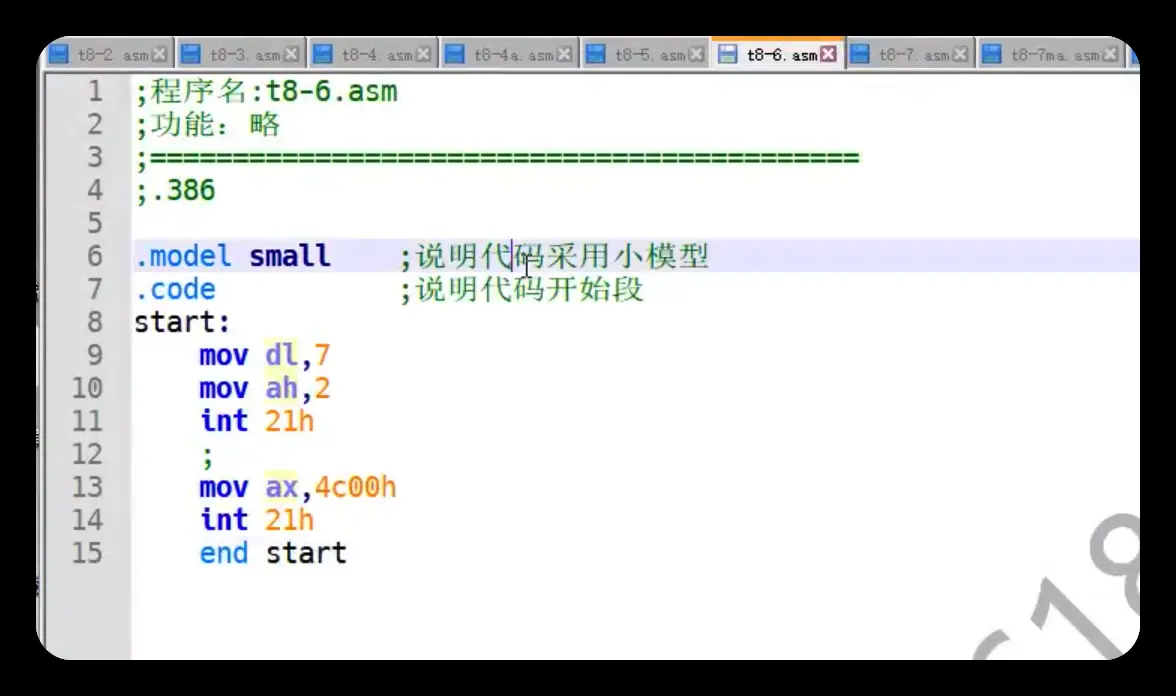 t8-2. asm t8-3. asm t8-4. asm t8-4a. asm t8-5. asm t8-6. asm t8-7. asm t8-7ma. asm
1 ;程序名:t8-6.asm
2 ;功能：略
3 ;===========================================
4 ;.386
5
6 .model small ;说明代码采用小模型
7 .code ;说明代码开始段
8 start:
9 mov dl,7
10 mov ah,2
11 int 21h
12 ;
13 mov ax,4c00h
14 int 21h
15 end start